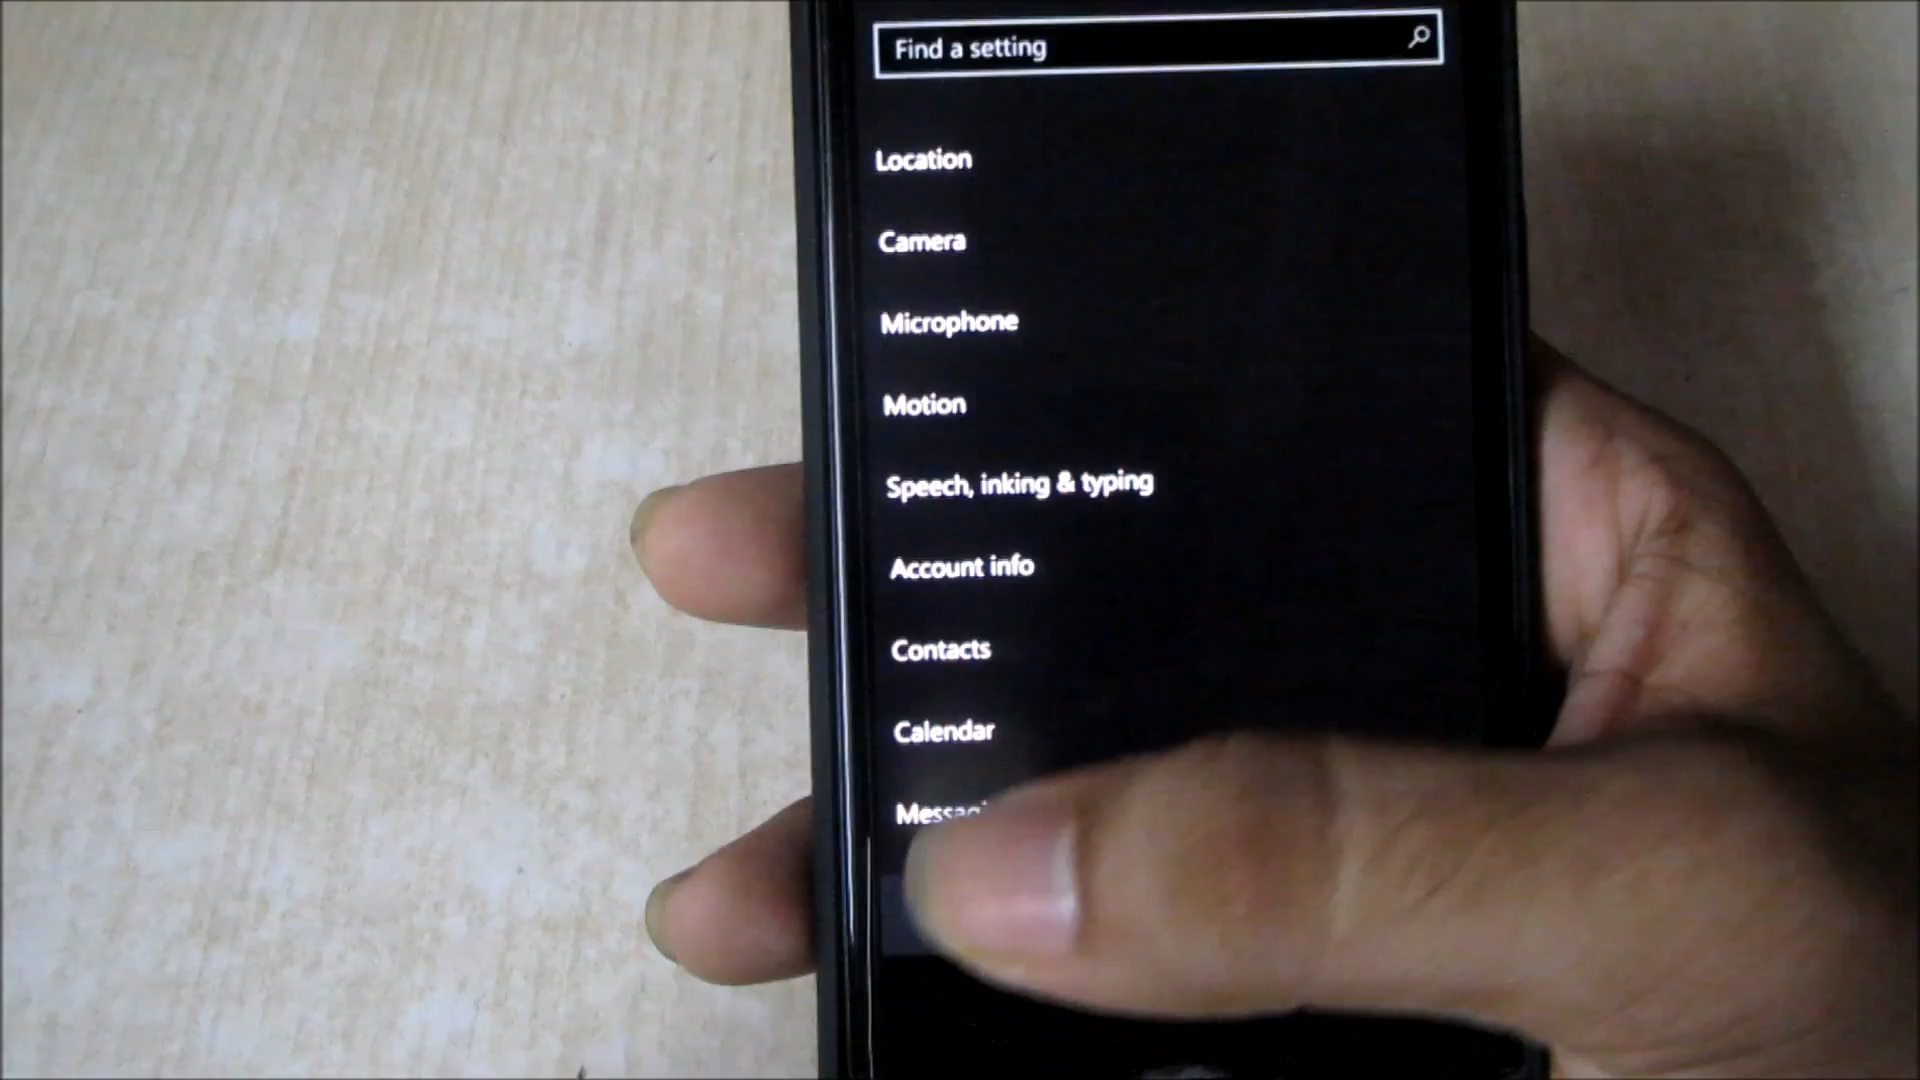 Find a setting
Location
Camera
Microphone
Motion
Speech, inking & typing
Account info
Contacts
Calendar